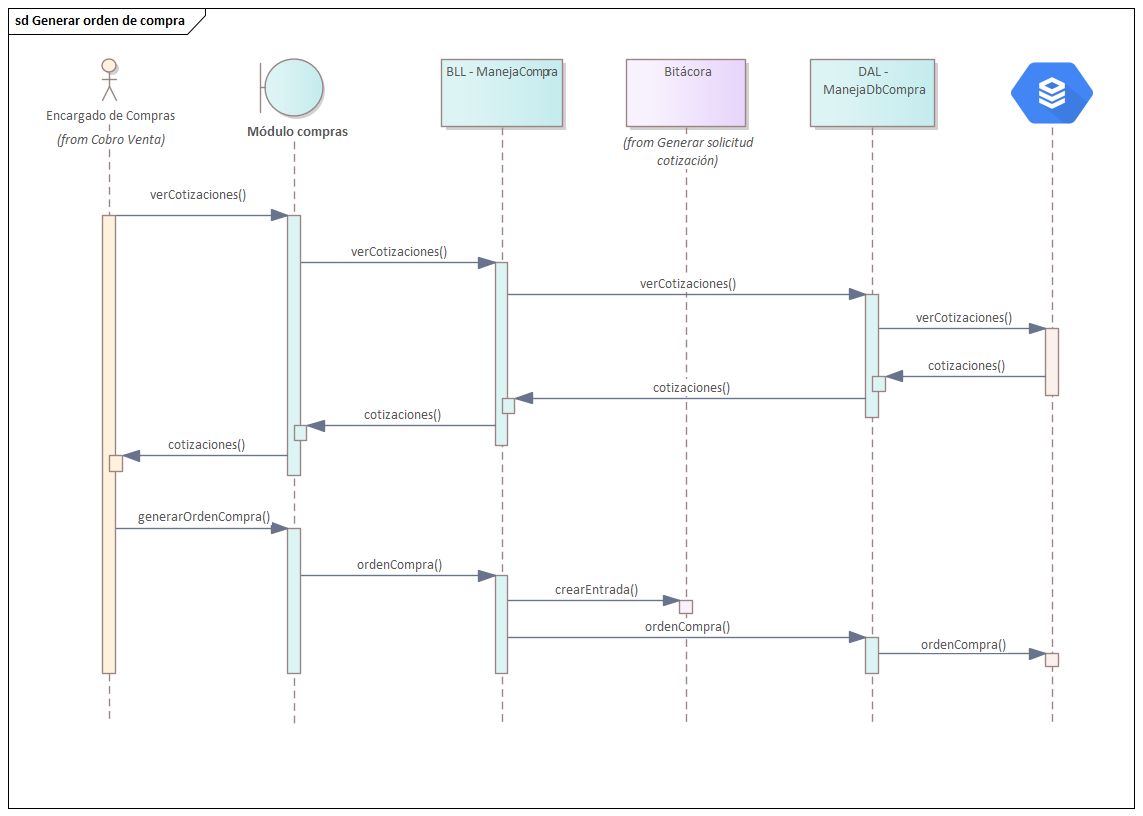 sd Generar orden de compra
Encargado de Compras
(from Cobro Venta)
Módulo compras
BLL - ManejaCompra
Bitácora
(from Generar solicitud
cotización)
DAL -
ManejaDbCompra
verCotizaciones()
verCotizaciones()
verCotizaciones()
verCotizaciones()
cotizaciones()
cotizaciones()
cotizaciones()
cotizaciones()
generarOrdenCompra()
ordenCompra()
crearEntrada()
ordenCompra()
ordenCompra()